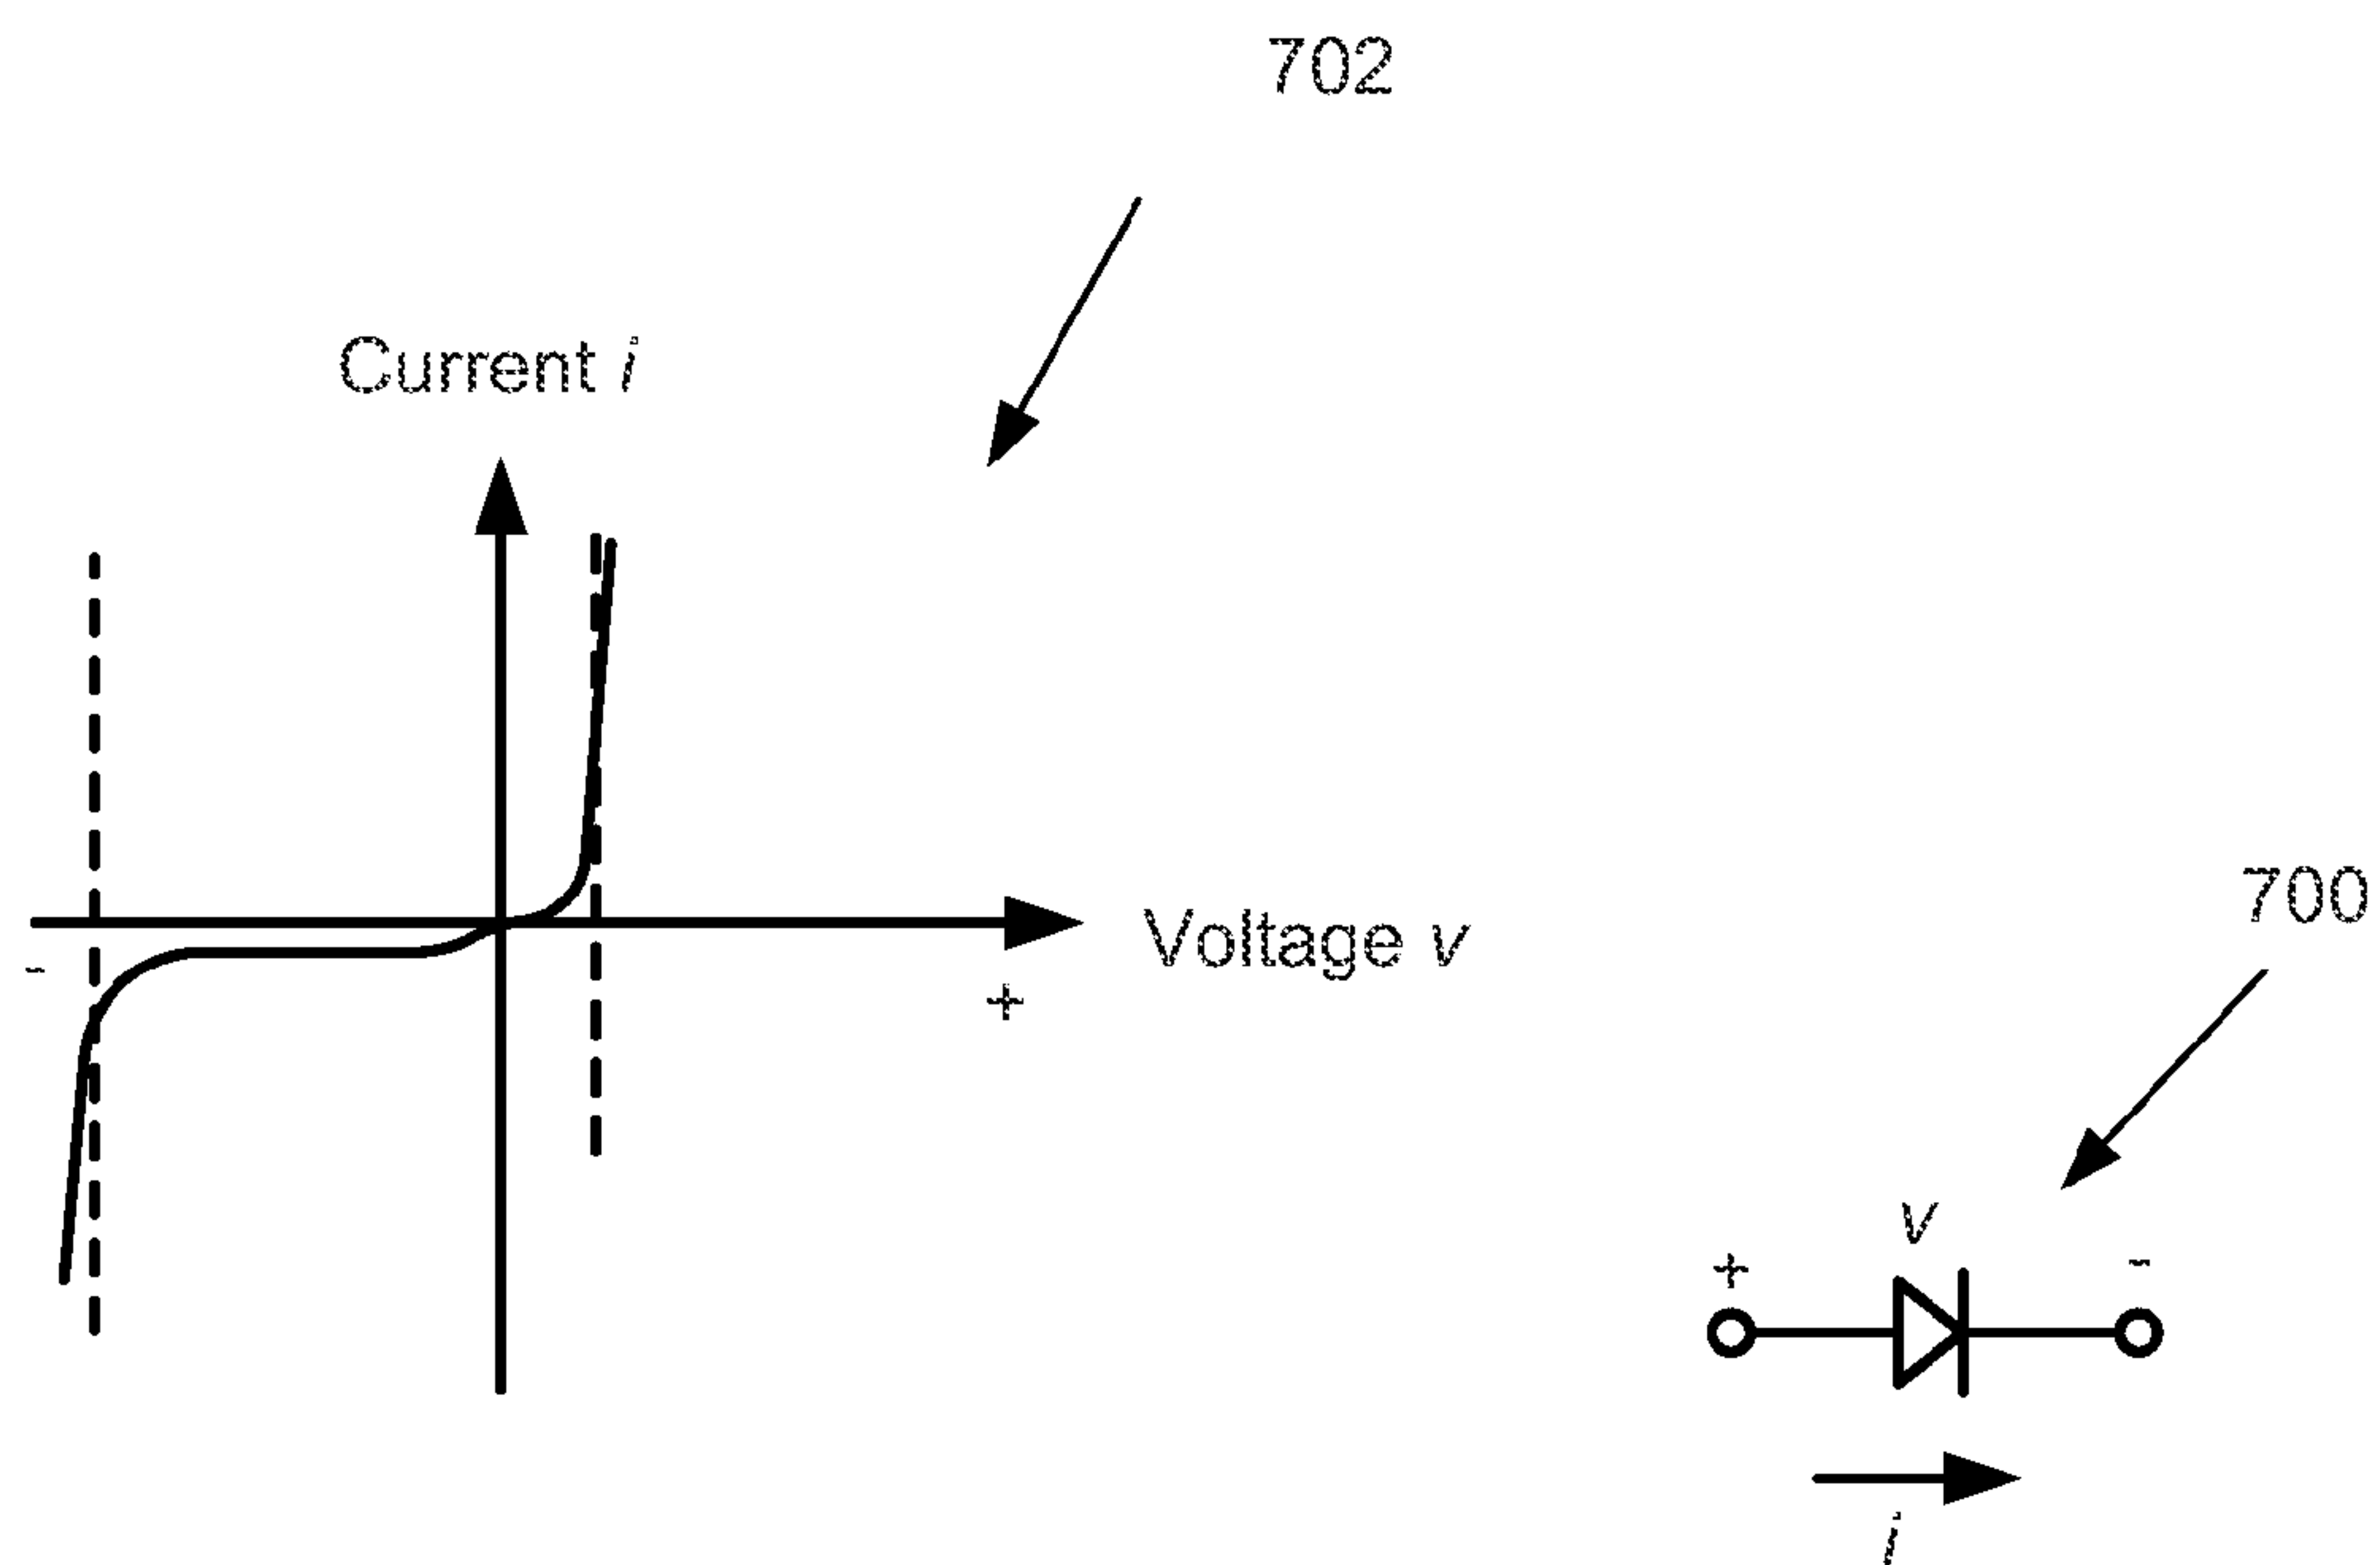 702
Current i
Voltage v
-
+
700
v
+ -
i